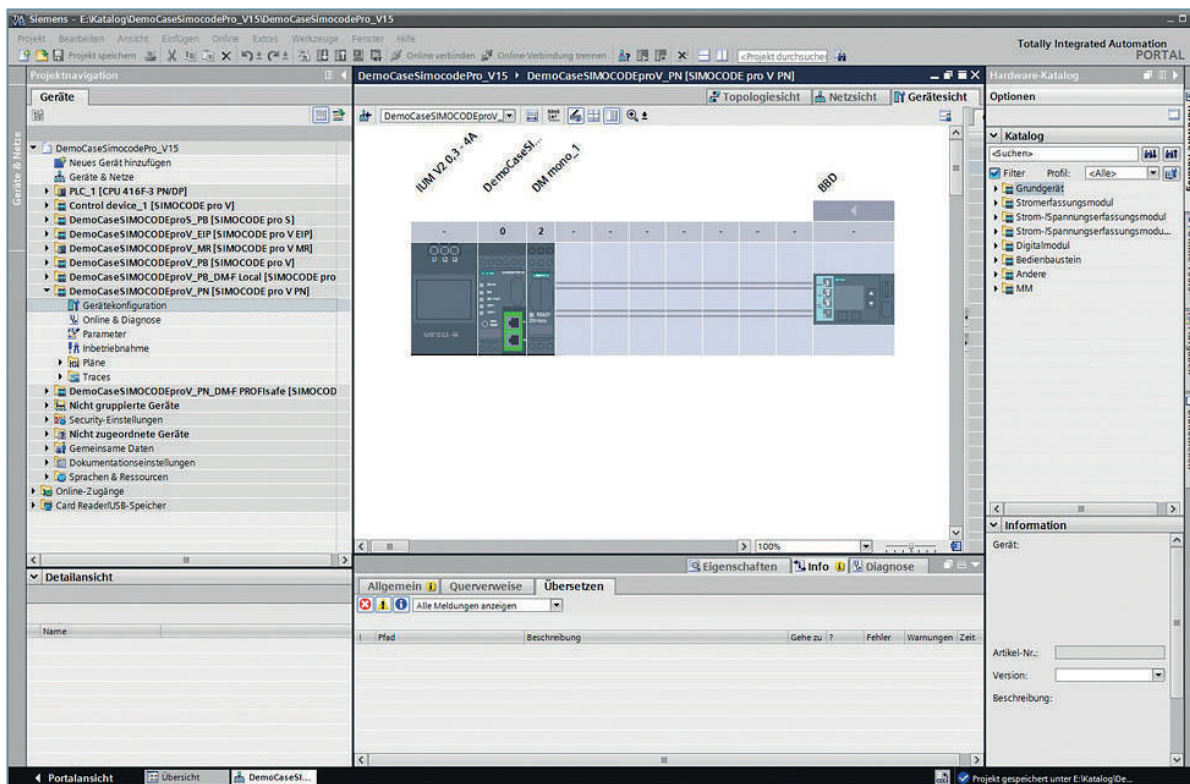 Siemens - E:\Katalog\DemoCaseSimocodePro_V15\DemoCaseSimocodePro_V15
Projekt Bearbeiten Ansicht Einfügen Online Extras Werkzeuge Fenster Hilfe
Totally Integrated Automation
PORTAL
Projekt speichern
Online verbinden
Online-Verbindung trennen
<Projekt durchsuchen
Projektnavigation
Geräte
Geräte & Netze
DemoCaseSimocodePro_V15
Neues Gerät hinzufügen
Geräte & Netze
PLC_1 [CPU 416F-3 PN/DP]
Control device_1 [SIMOCODE pro V]
DemoCaseSIMOCODEproS_PB [SIMOCODE pro S]
DemoCaseSIMOCODEproV_EIP [SIMOCODE pro V EIP]
DemoCaseSIMOCODEproV_MR [SIMOCODE pro V MR]
DemoCaseSIMOCODEproV_PB [SIMOCODE pro V]
DemoCaseSIMOCODEproV_PB_DM-F Local [SIMOCODE pro
DemoCaseSIMOCODEproV_PN [SIMOCODE pro V PN]
Gerätekonfiguration
Online & Diagnose
Parameter
Inbetriebnahme
Pläne
Traces
DemoCaseSIMOCODEproV_PN_DM-F PROFIsafe [SIMOCOD
Nicht gruppierte Geräte
Security-Einstellungen
Nicht zugeordnete Geräte
Gemeinsame Daten
Dokumentationseinstellungen
Sprachen & Ressourcen
Online-Zugänge
Card Reader/USB-Speicher
Detailansicht
Name
DemoCaseSimocodePro_V15 DemoCaseSIMOCODEproV_PN [SIMOCODE pro V PN]
Topologiesicht
Netzsicht
Gerätesicht
DemoCaseSIMOCODEproV_
IUM V2.0,3 - 4A
DemoCaseSI...
DM mono_1
BBD
- 0 2 - - - - - - - -
100%
Eigenschaften
Info
Diagnose
Allgemein
Querverweise
Übersetzen
Alle Meldungen anzeigen
! Pfad Beschreibung Gehe zu ? Fehler Warnungen Zeit
Hardware-Katalog
Optionen
Katalog
<Suchen>
Filter Profil: <Alle>
Grundgerät
Stromerfassungsmodul
Strom-/Spannungserfassungsmodul
Strom-/Spannungserfassungsmodu...
Digitalmodul
Bedienbaustein
Andere
MM
Information
Gerät:
Artikel-Nr.:
Version:
Beschreibung:
Portalansicht
Übersicht
DemoCaseSI...
Projekt gespeichert unter E:\Katalog\De...